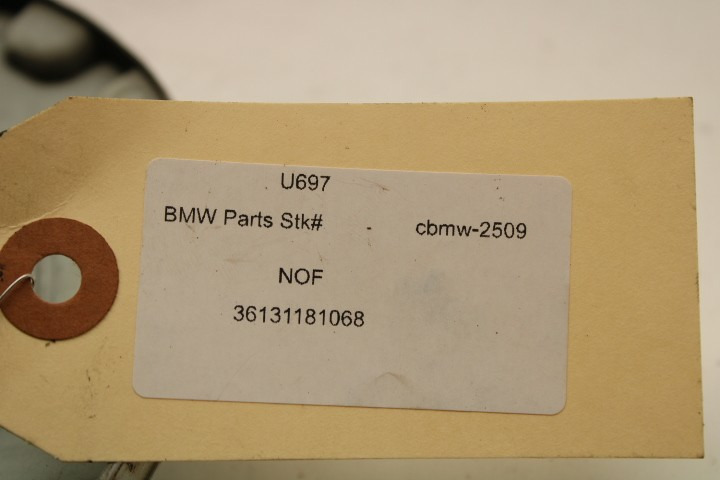 U697
BMW Parts Stk# - cbmw-2509
NOF
36131181068